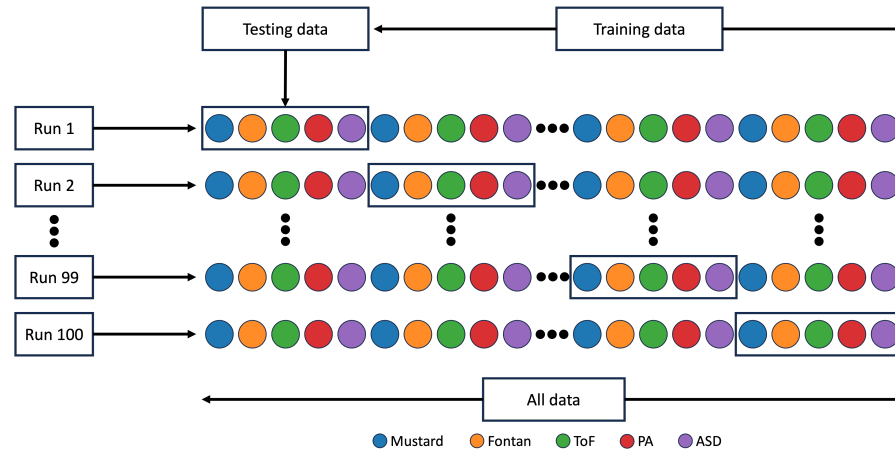 Testing data
Training data
Run 1
Run 2
Run 99
Run 100
All data
Mustard Fontan ToF PA ASD